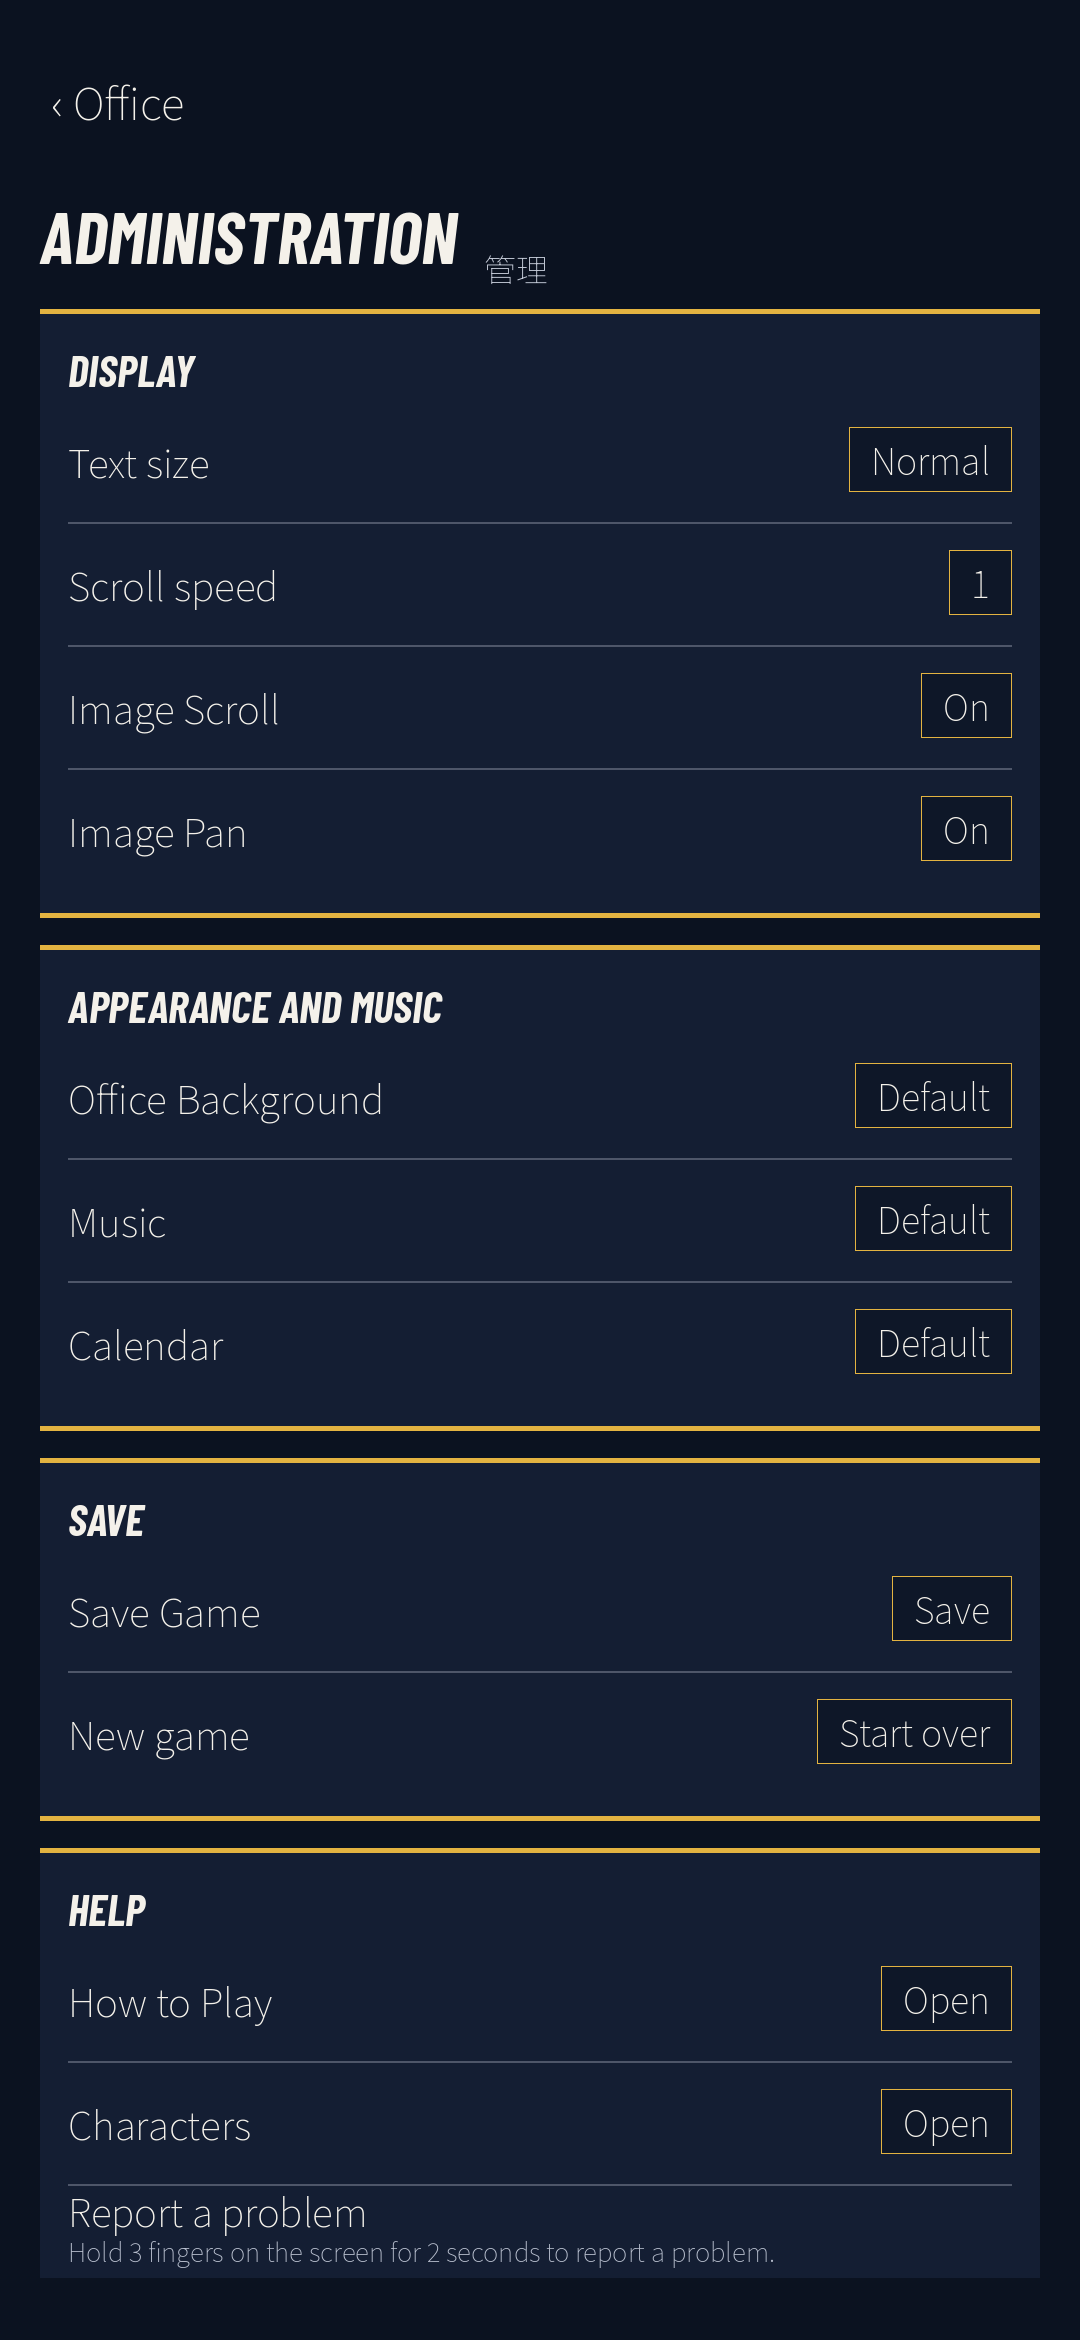 ‹ Office
ADMINISTRATION 管理
DISPLAY
Text size Normal
Scroll speed 1
Image Scroll On
Image Pan On
APPEARANCE AND MUSIC
Office Background Default
Music Default
Calendar Default
SAVE
Save Game Save
New game Start over
HELP
How to Play Open
Characters Open
Report a problem
Hold 3 fingers on the screen for 2 seconds to report a problem.